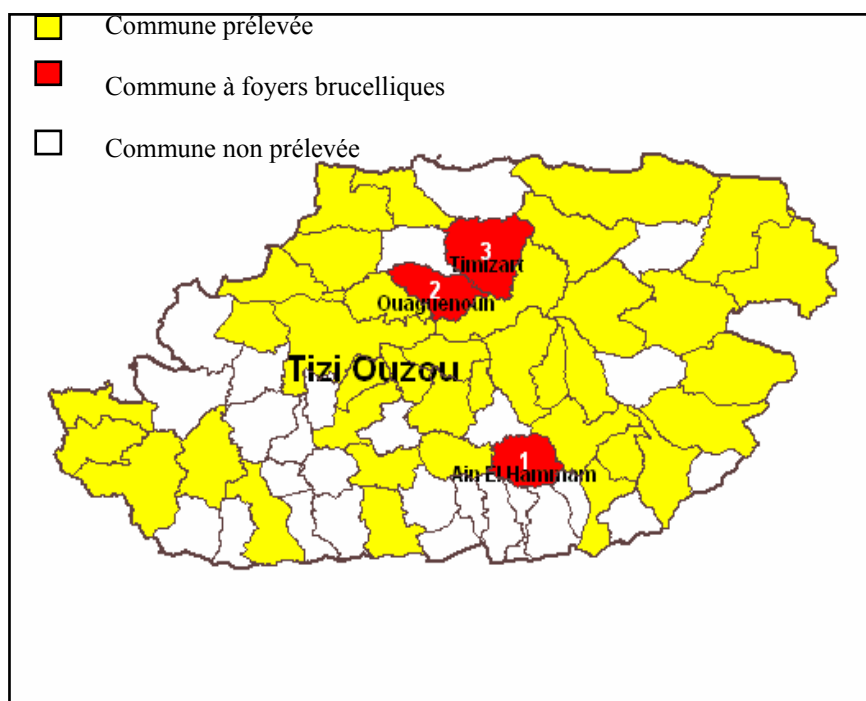 Commune prélevée
Commune à foyers brucelliques
Commune non prélevée
3
Timizart
2
Ouaguenoun
Tizi Ouzou
1
Ain El Hammam